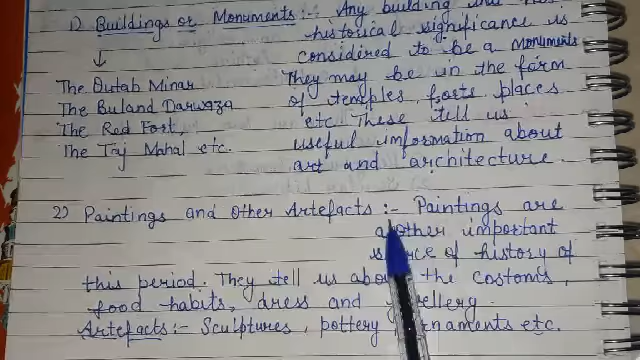 1) Buildings or Monuments :- Any building that has
historical significance is
↓ considered to be a monuments
The Qutab Minar They may be in the form
The Buland Darwaza of temples, forts, places
The Red Fort, etc. These tell us
The Taj Mahal etc. useful information about
art and architecture.
2) Paintings and Other Artefacts :- Paintings are
another important
source of history of
this period. They tell us about the costoms,
food habits, dress and jewellery.
Artefacts :- Sculptures, pottery ornaments etc.